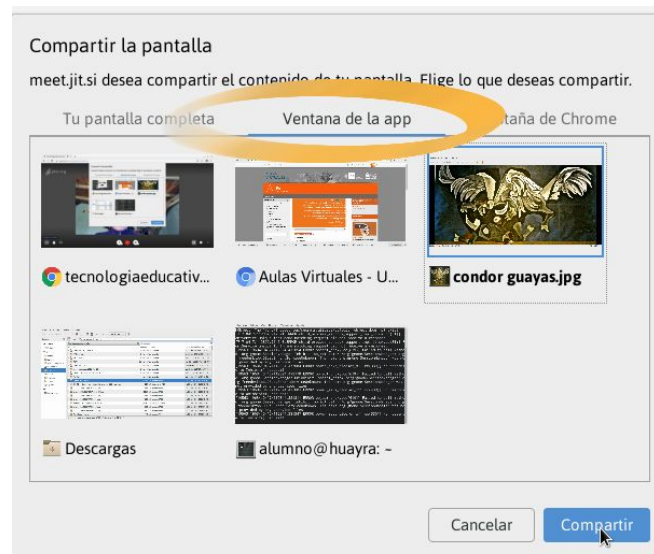 Compartir la pantalla
meet.jit.si desea compartir el contenido de tu pantalla. Elige lo que deseas compartir.
Tu pantalla completa Ventana de la app taña de Chrome
tecnologiaeducativ... Aulas Virtuales - U... condor guayas.jpg
Descargas alumno@huayra: ~
Cancelar Compartir